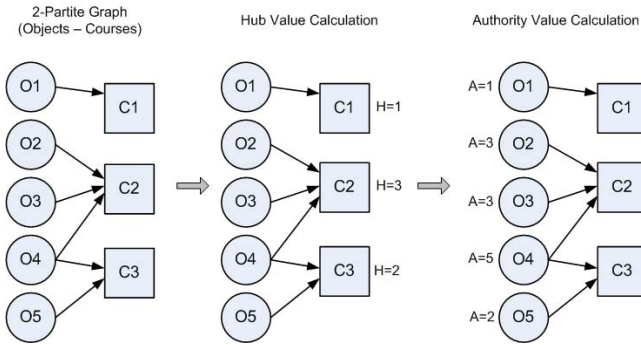 2-Partite Graph
(Objects – Courses)
Hub Value Calculation
Authority Value Calculation
O1
C1
O2
C2
O3
O4
C3
O5
O1
C1
H=1
O2
C2
H=3
O3
O4
C3
H=2
O5
A=1
O1
C1
A=3
O2
C2
A=3
O3
A=5
O4
C3
A=2
O5